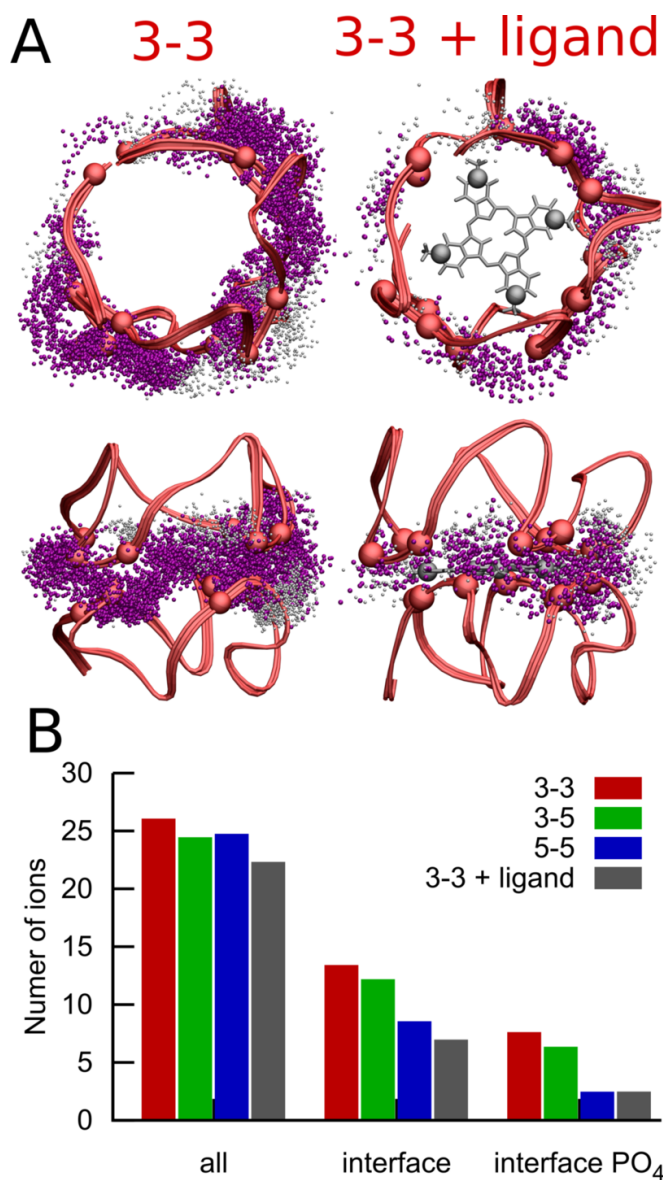 A 3-3 3-3 + ligand
B
30
25
20
15
10
5
0
Numer of ions
3-3
3-5
5-5
3-3 + ligand
all interface interface PO4